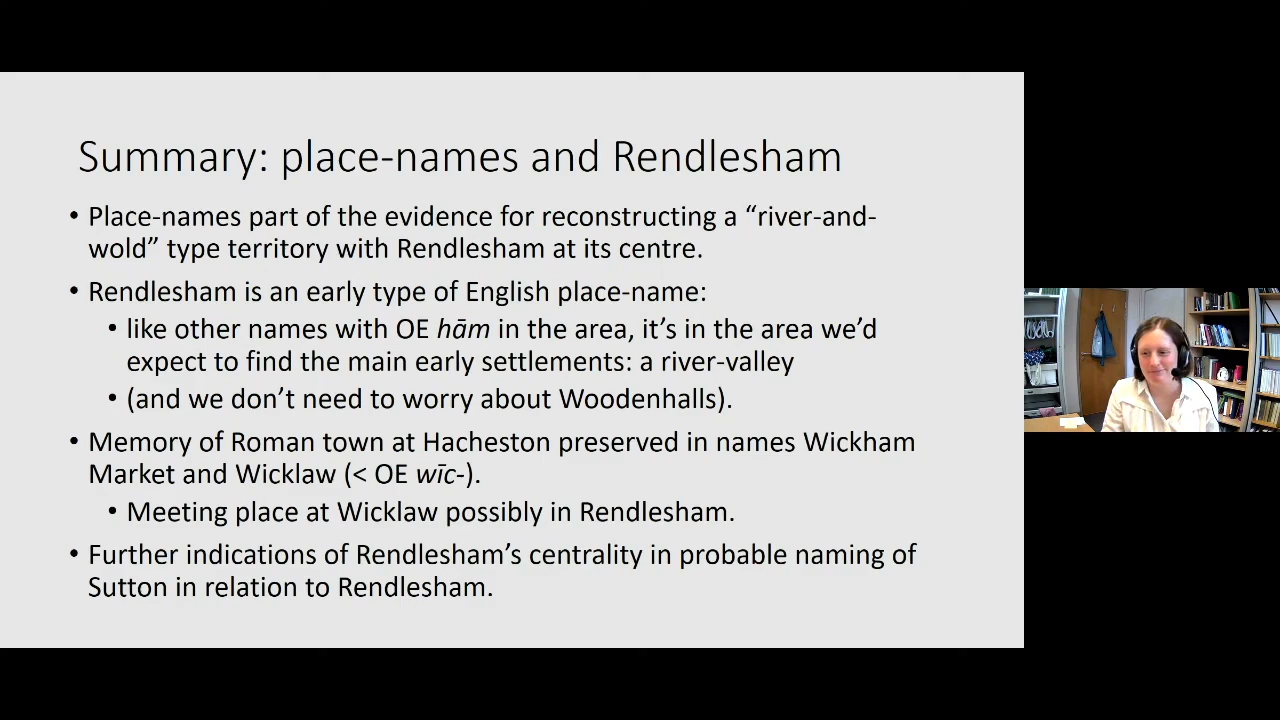 Summary: place-names and Rendlesham
• Place-names part of the evidence for reconstructing a “river-and-
wold” type territory with Rendlesham at its centre.
• Rendlesham is an early type of English place-name:
• like other names with OE hām in the area, it’s in the area we’d
expect to find the main early settlements: a river-valley
• (and we don’t need to worry about Woodenhalls).
• Memory of Roman town at Hacheston preserved in names Wickham
Market and Wicklaw (< OE wīc-).
• Meeting place at Wicklaw possibly in Rendlesham.
• Further indications of Rendlesham’s centrality in probable naming of
Sutton in relation to Rendlesham.